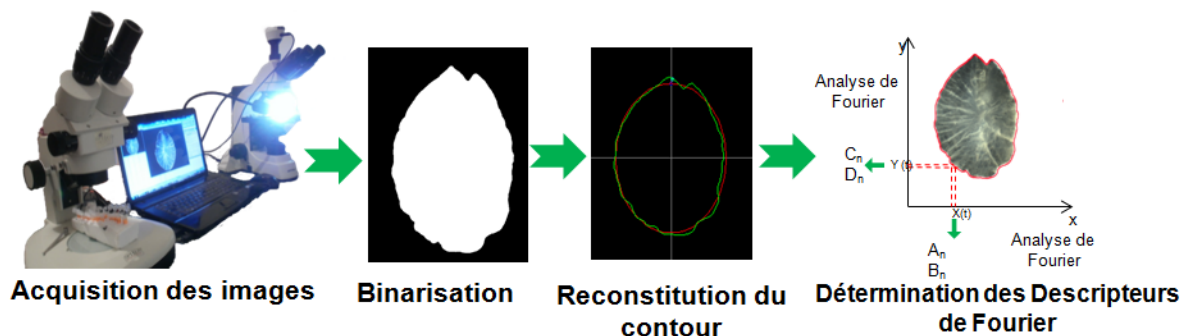 y
Analyse de
Fourier
Cn
Dn
Y (t)
X(t)
x
An
Bn
Analyse de
Fourier
Acquisition des images
Binarisation
Reconstitution du
contour
Détermination des Descripteurs
de Fourier